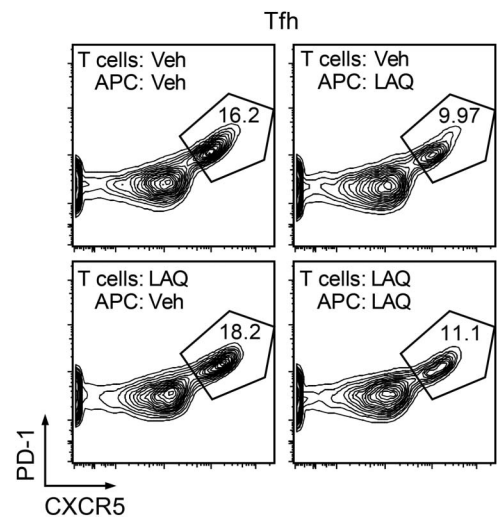 Tfh
T cells: Veh
APC: Veh
16.2
T cells: Veh
APC: LAQ
9.97
T cells: LAQ
APC: Veh
18.2
T cells: LAQ
APC: LAQ
11.1
PD-1
CXCR5